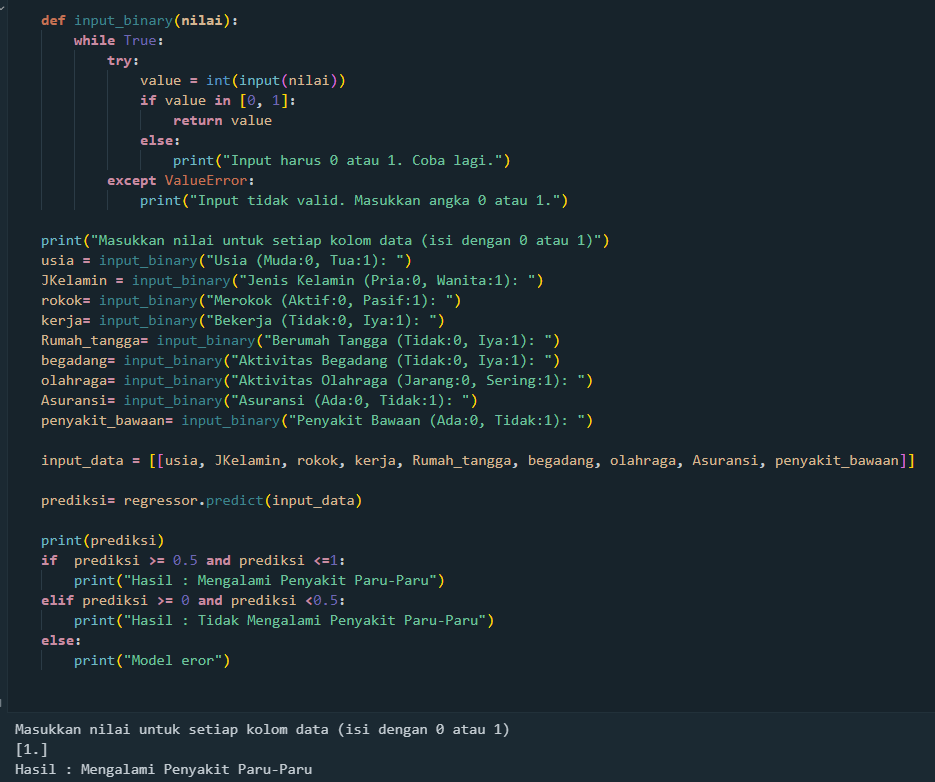 def input_binary(nilai):
while True:
try:
value = int(input(nilai))
if value in [0, 1]:
return value
else:
print("Input harus 0 atau 1. Coba lagi.")
except ValueError:
print("Input tidak valid. Masukkan angka 0 atau 1.")
print("Masukkan nilai untuk setiap kolom data (isi dengan 0 atau 1)")
usia = input_binary("Usia (Muda:0, Tua:1): ")
JKelamin = input_binary("Jenis Kelamin (Pria:0, Wanita:1): ")
rokok= input_binary("Merokok (Aktif:0, Pasif:1): ")
kerja= input_binary("Bekerja (Tidak:0, Iya:1): ")
Rumah_tangga= input_binary("Berumah Tangga (Tidak:0, Iya:1): ")
begadang= input_binary("Aktivitas Begadang (Tidak:0, Iya:1): ")
olahraga= input_binary("Aktivitas Olahraga (Jarang:0, Sering:1): ")
Asuransi= input_binary("Asuransi (Ada:0, Tidak:1): ")
penyakit_bawaan= input_binary("Penyakit Bawaan (Ada:0, Tidak:1): ")
input_data = [[usia, JKelamin, rokok, kerja, Rumah_tangga, begadang, olahraga, Asuransi, penyakit_bawaan]]
prediksi= regressor.predict(input_data)
print(prediksi)
if  prediksi >= 0.5 and prediksi <=1:
print("Hasil : Mengalami Penyakit Paru-Paru")
elif prediksi >= 0 and prediksi <0.5:
print("Hasil : Tidak Mengalami Penyakit Paru-Paru")
else:
print("Model eror")
Masukkan nilai untuk setiap kolom data (isi dengan 0 atau 1)
[1.]
Hasil : Mengalami Penyakit Paru-Paru